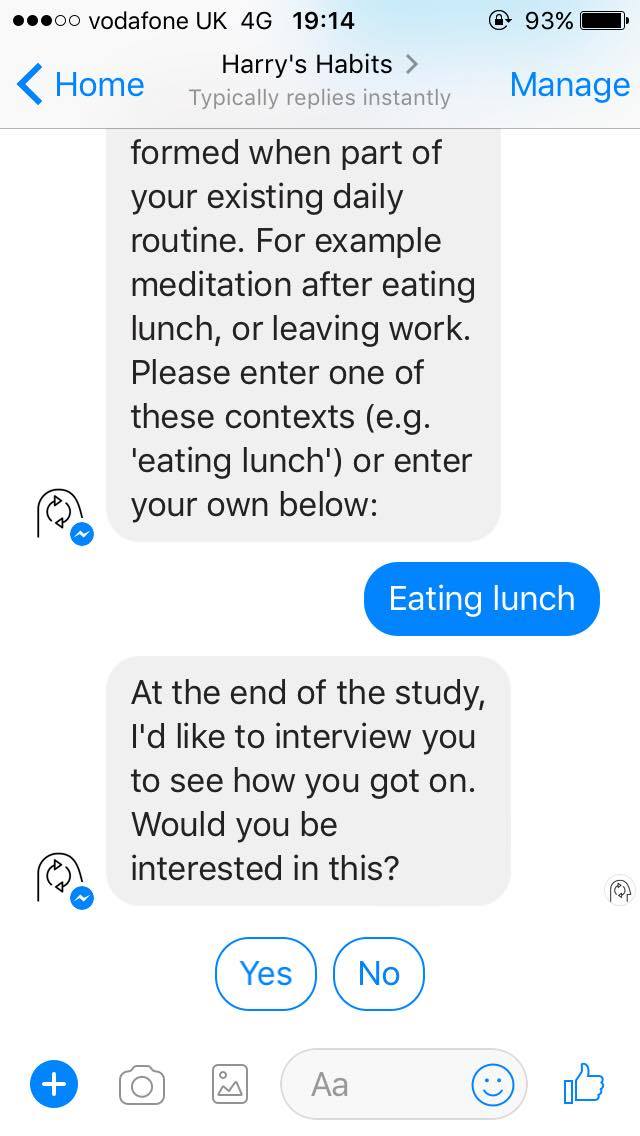 vodafone UK 4G 19:14 93%
Harry's Habits
Home
Typically replies instantly
Manage
formed when part of
your existing daily
routine. For example
meditation after eating
lunch, or leaving work.
Please enter one of
these contexts (e.g.
'eating lunch') or enter
your own below:
Eating lunch
At the end of the study,
I'd like to interview you
to see how you got on.
Would you be
interested in this?
Yes No
Aa